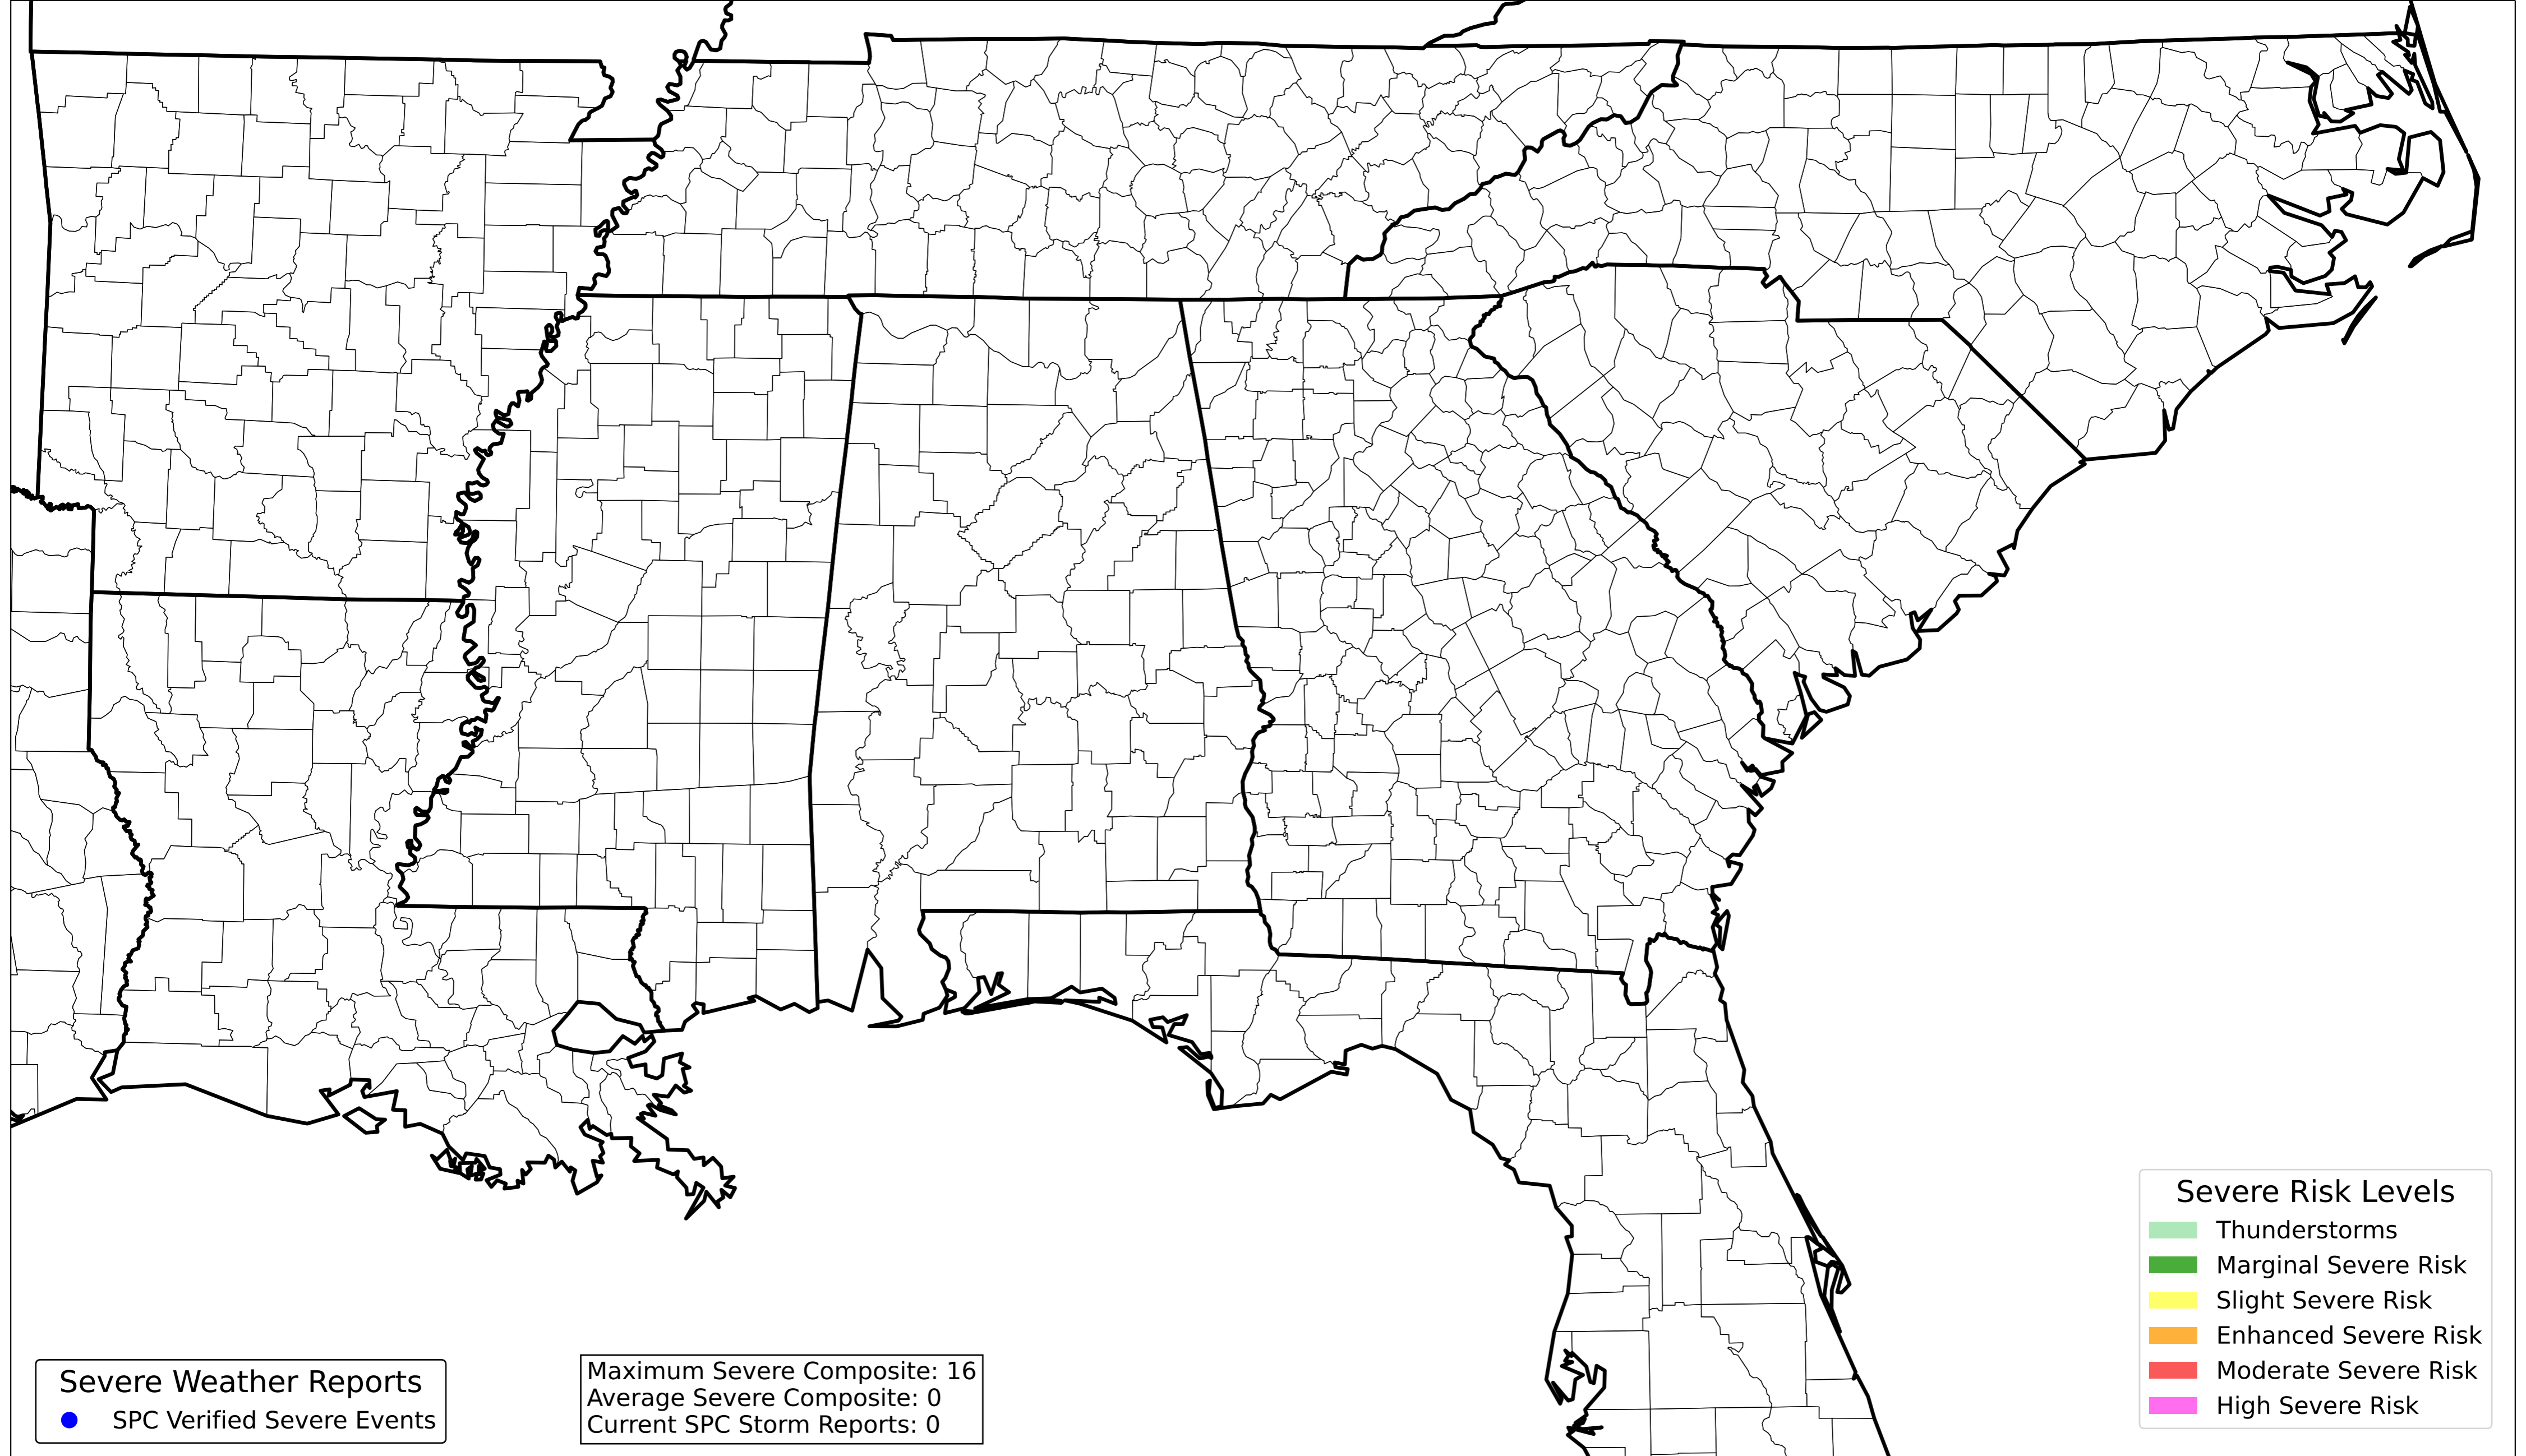 Severe Risk Levels
Thunderstorms
Marginal Severe Risk
Slight Severe Risk
Enhanced Severe Risk
Moderate Severe Risk
High Severe Risk
Severe Weather Reports
SPC Verified Severe Events
Maximum Severe Composite: 16
Average Severe Composite: 0
Current SPC Storm Reports: 0